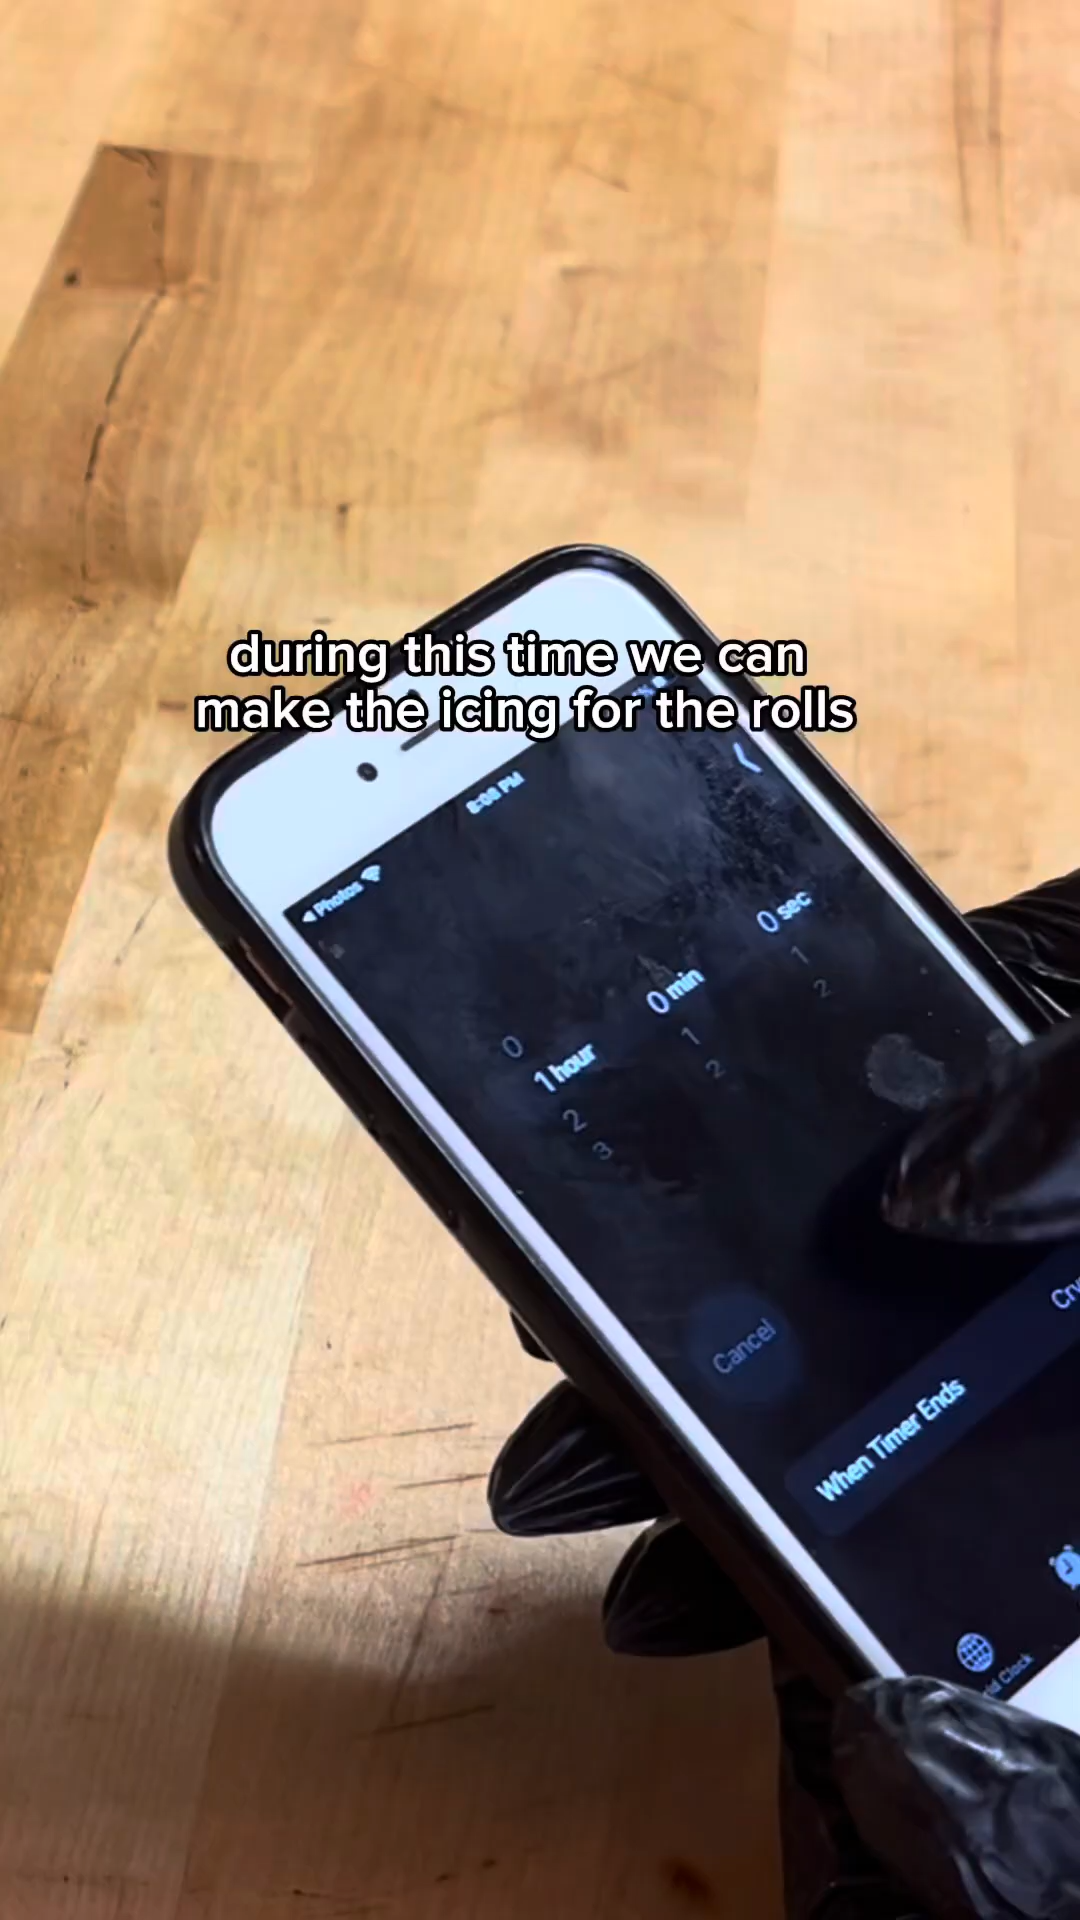 during this time we can
make the icing for the rolls
◀ Photos
0
1 hour
2
3
0 min
1
2
0 sec
1
2
Cancel
When Timer Ends
Clock